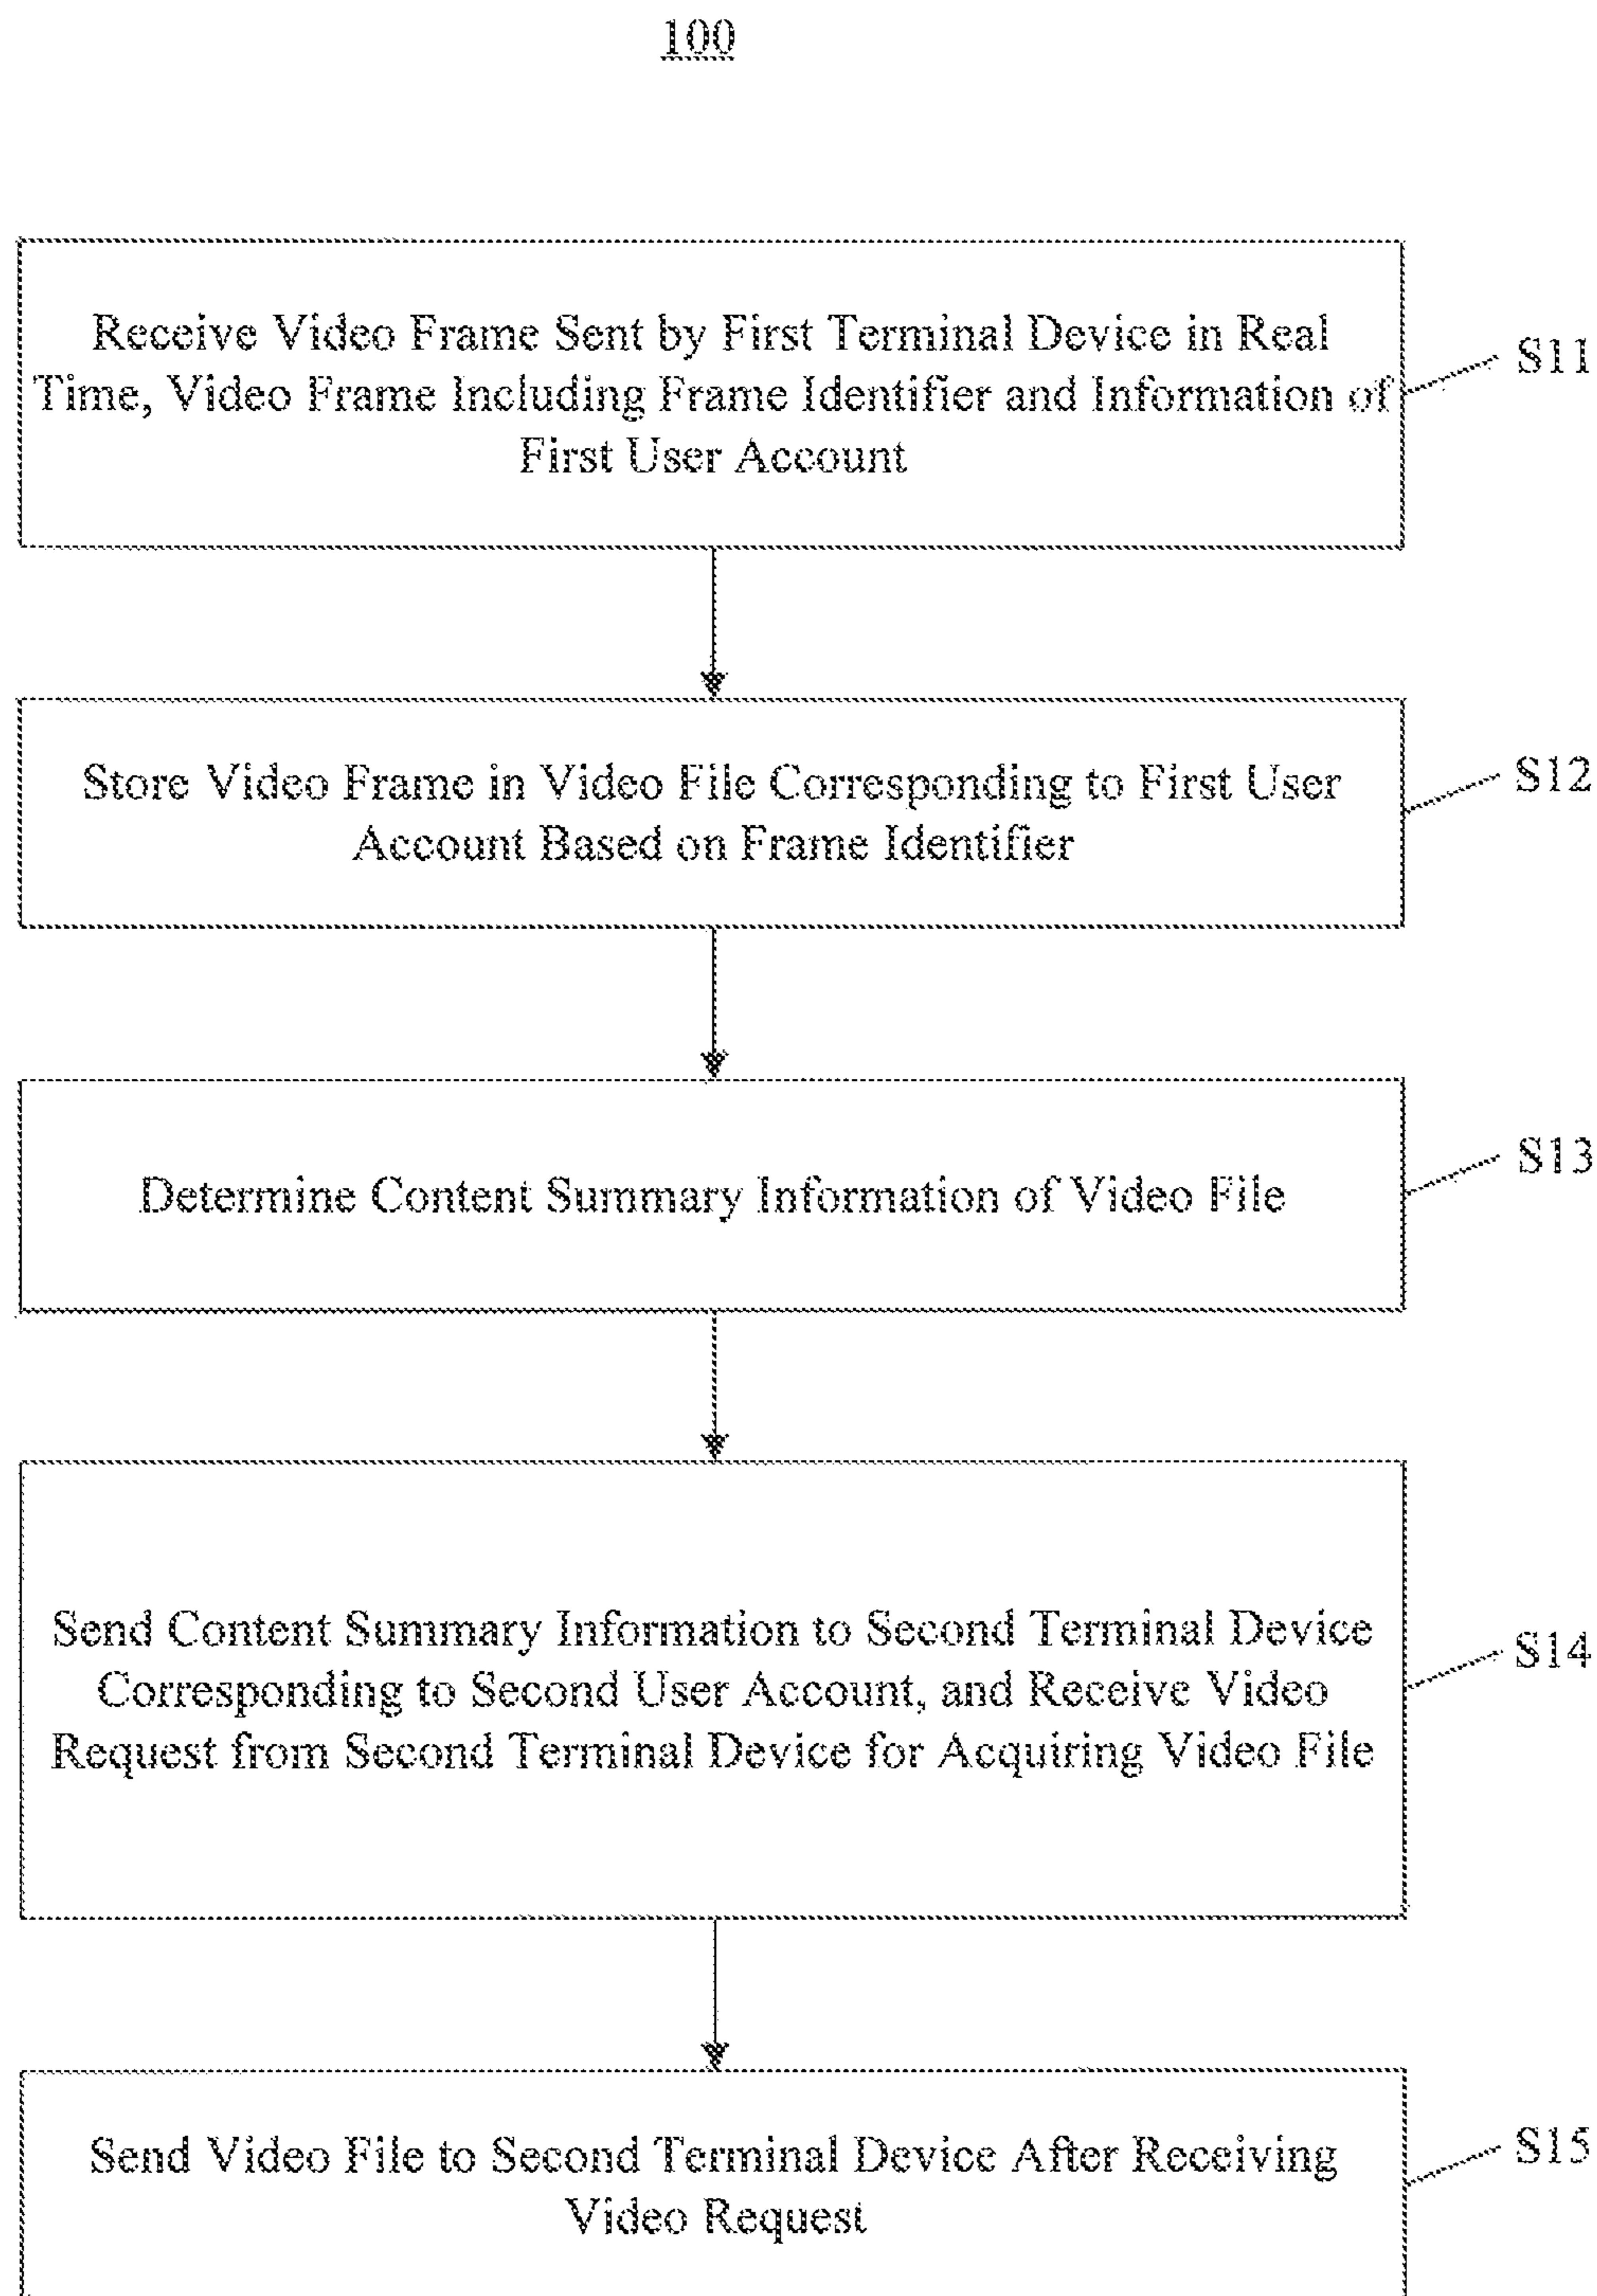 100
Receive Video Frame Sent by First Terminal Device in Real
Time, Video Frame Including Frame Identifier and Information of
First User Account
S11
Store Video Frame in Video File Corresponding to First User
Account Based on Frame Identifier
S12
Determine Content Summary Information of Video File
S13
Send Content Summary Information to Second Terminal Device
Corresponding to Second User Account, and Receive Video
Request from Second Terminal Device for Acquiring Video File
S14
Send Video File to Second Terminal Device After Receiving
Video Request
S15